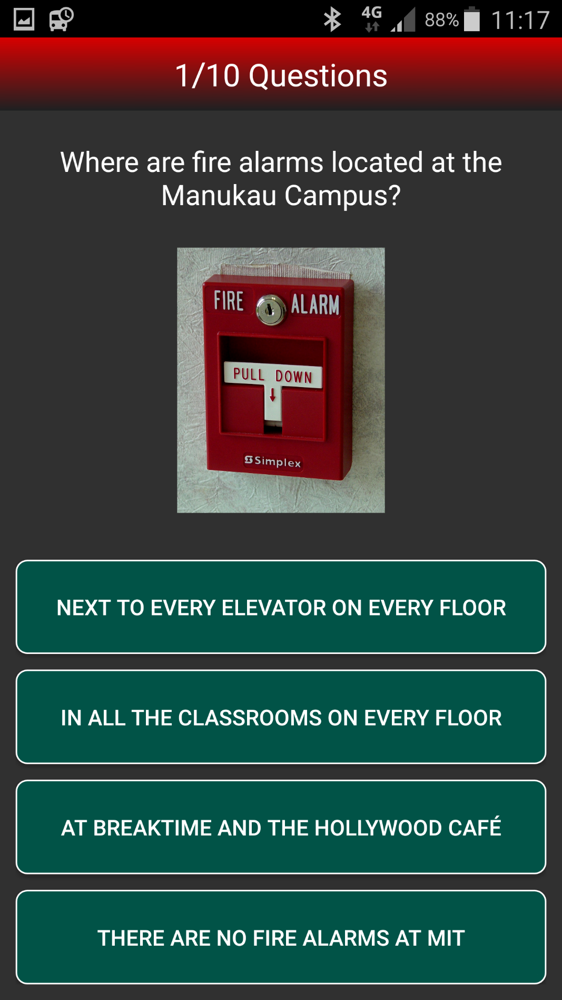 4G 88% 11:17
1/10 Questions
Where are fire alarms located at the
Manukau Campus?
FIRE ALARM
PULL DOWN
Simplex
NEXT TO EVERY ELEVATOR ON EVERY FLOOR
IN ALL THE CLASSROOMS ON EVERY FLOOR
AT BREAKTIME AND THE HOLLYWOOD CAFÉ
THERE ARE NO FIRE ALARMS AT MIT